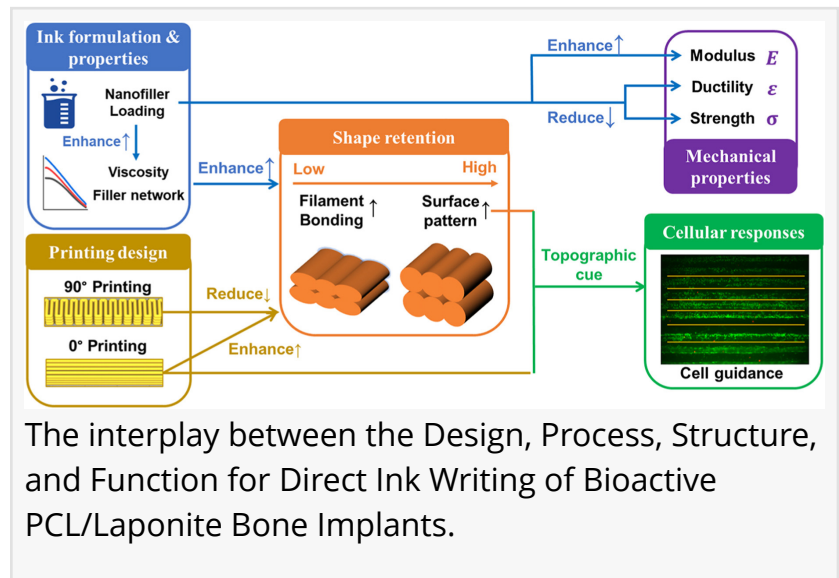 Ink formulation &
properties
Nanofiller
Loading
Enhance↑
Viscosity
Filler network
Enhance↑
Printing design
90° Printing
0° Printing
Reduce↓
Enhance↑
Shape retention
Low High
Filament
Bonding ↑
Surface
pattern ↑
Enhance↑
Reduce↓
Modulus E
Ductility ε
Strength σ
Mechanical
properties
Topographic
cue
Cellular responses
Cell guidance
The interplay between the Design, Process, Structure,
and Function for Direct Ink Writing of Bioactive
PCL/Laponite Bone Implants.